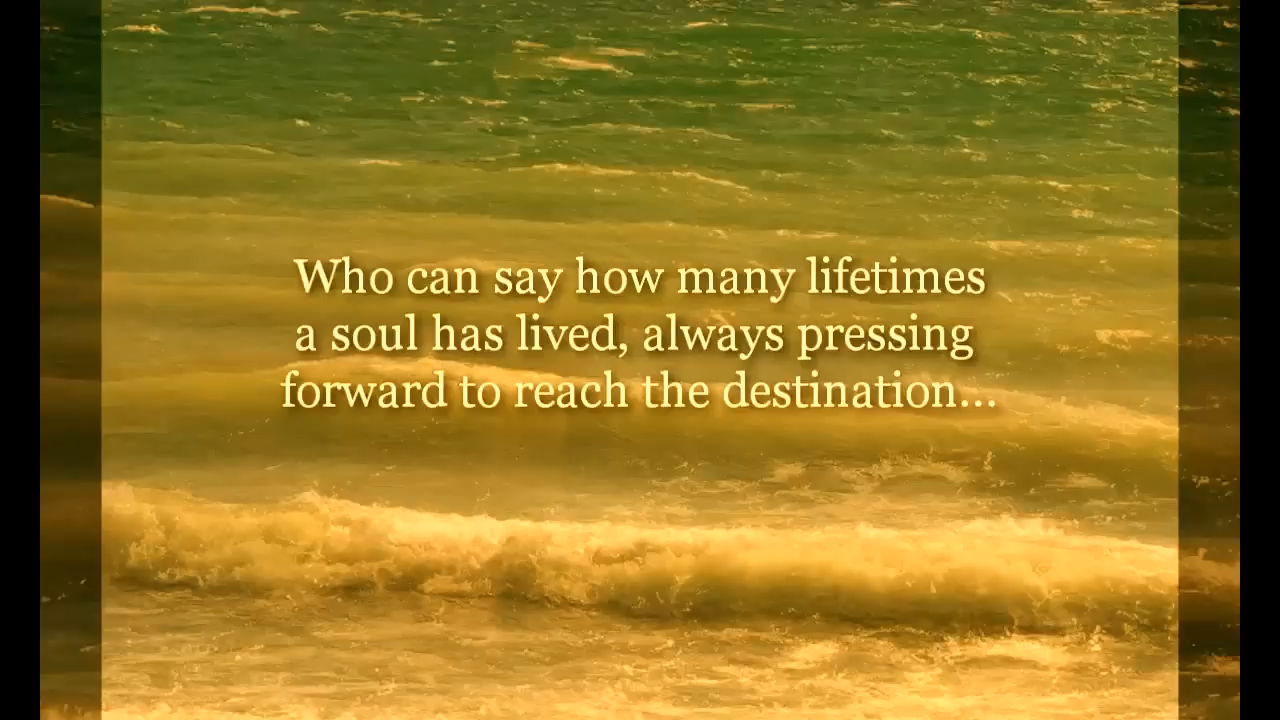 Who can say how many lifetimes
a soul has lived, always pressing
forward to reach the destination...